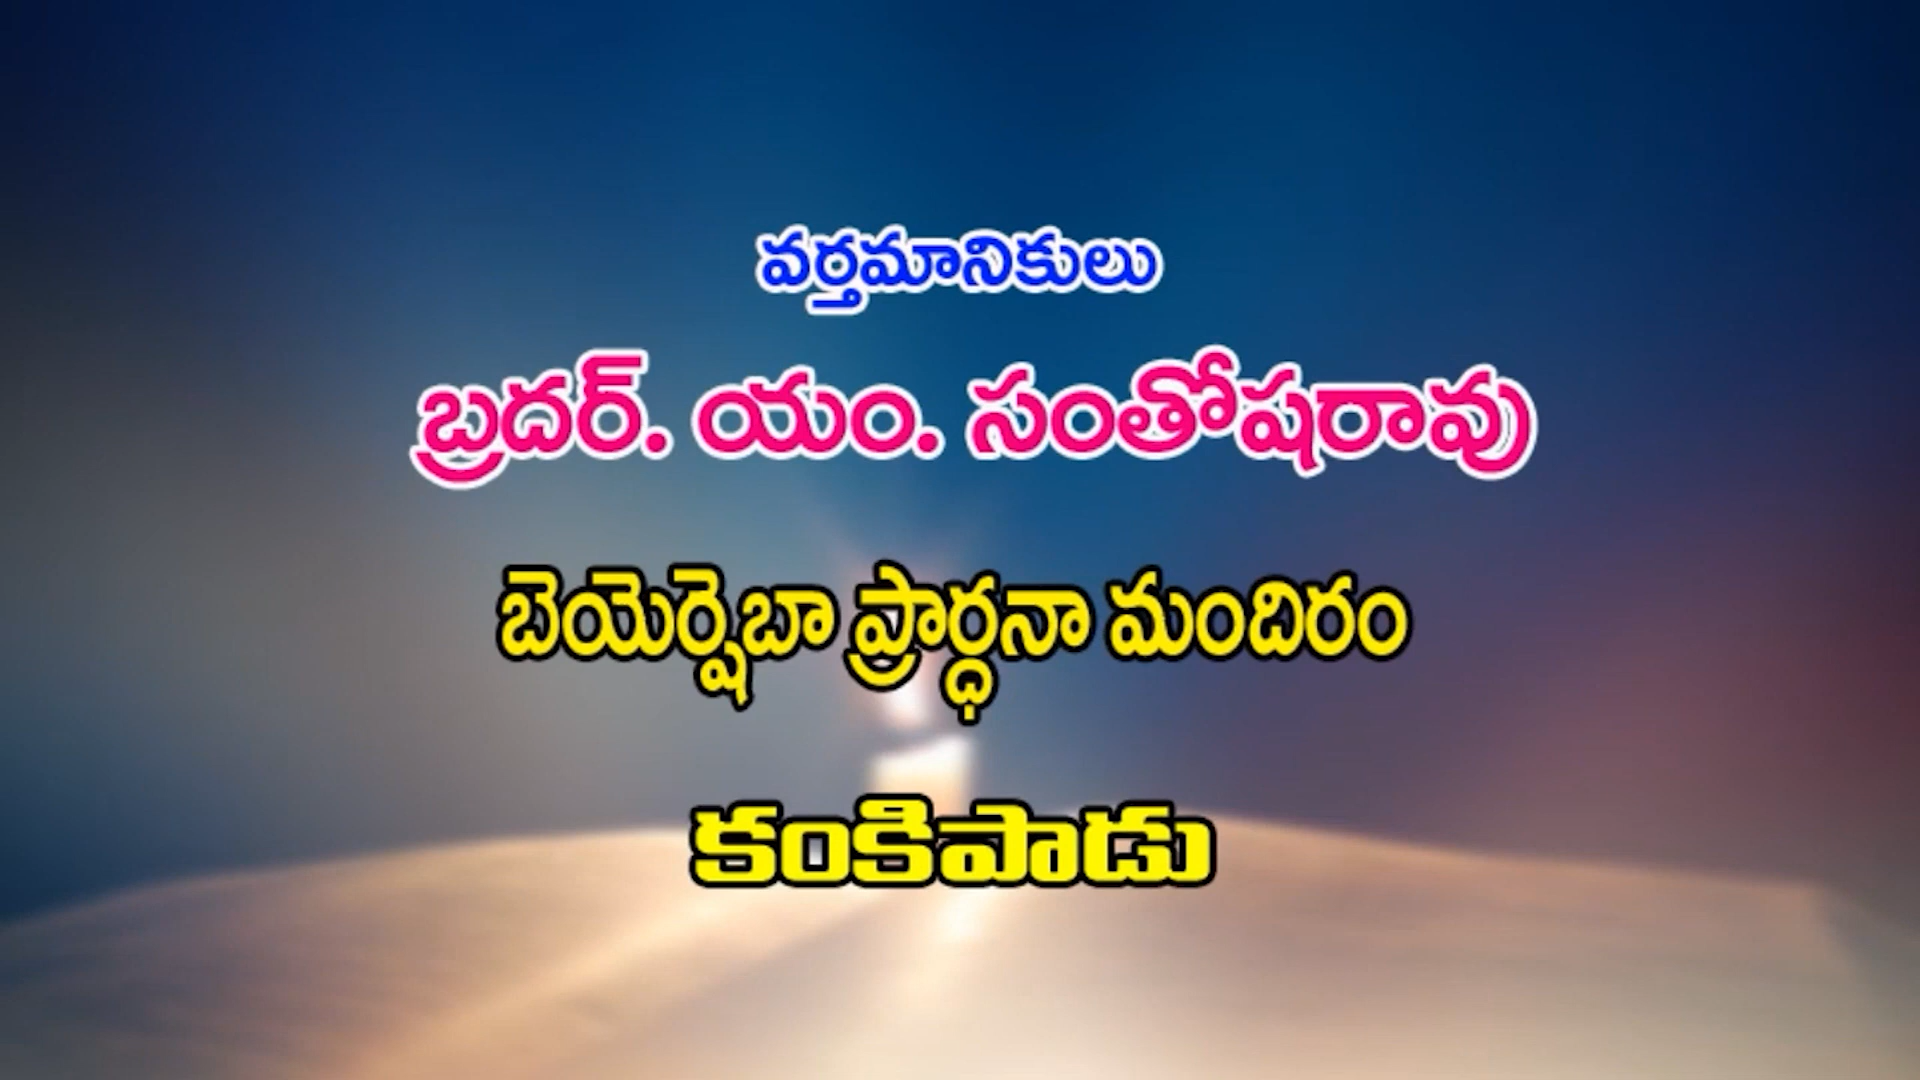 వర్తమానికులు
బ్రదర్. యం. సంతోషరావు
బెయెర్షెబా ప్రార్ధనా మందిరం
కంకిపాడు